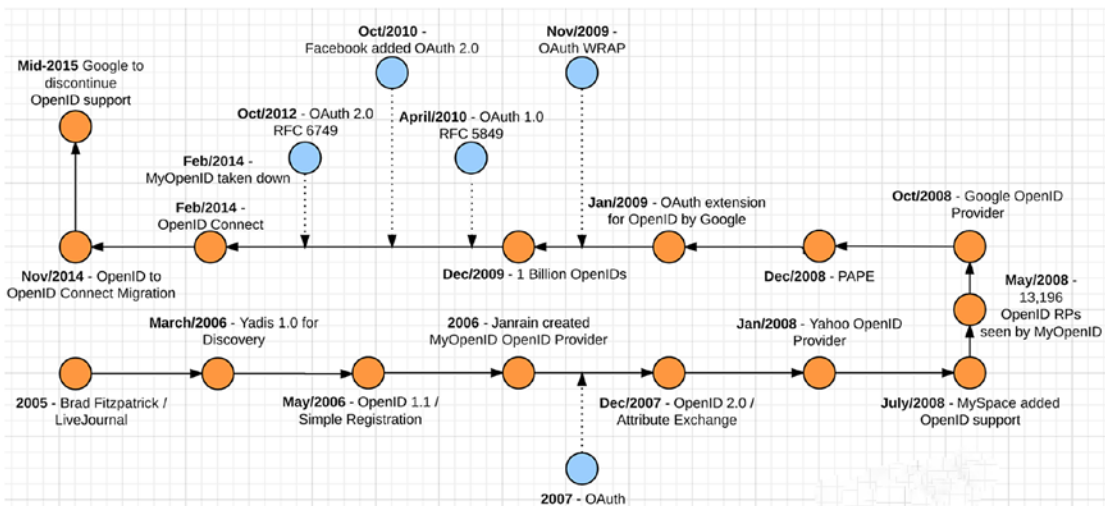 Oct/2010 -
Facebook added OAuth 2.0
Nov/2009 -
OAuth WRAP
Mid-2015 Google to
discontinue
OpenID support
Oct/2012 - OAuth 2.0
RFC 6749
April/2010 - OAuth 1.0
RFC 5849
Feb/2014 -
MyOpenID taken down
Feb/2014 -
OpenID Connect
Jan/2009 - OAuth extension
for OpenID by Google
Oct/2008 - Google OpenID
Provider
Nov/2014 - OpenID to
OpenID Connect Migration
Dec/2009 - 1 Billion OpenIDs
Dec/2008 - PAPE
May/2008 -
13,196
OpenID RPs
seen by MyOpenID
March/2006 - Yadis 1.0 for
Discovery
2006 - Janrain created
MyOpenID OpenID Provider
Jan/2008 - Yahoo OpenID
Provider
2005 - Brad Fitzpatrick /
LiveJournal
May/2006 - OpenID 1.1 /
Simple Registration
Dec/2007 - OpenID 2.0 /
Attribute Exchange
July/2008 - MySpace added
OpenID support
2007 - OAuth